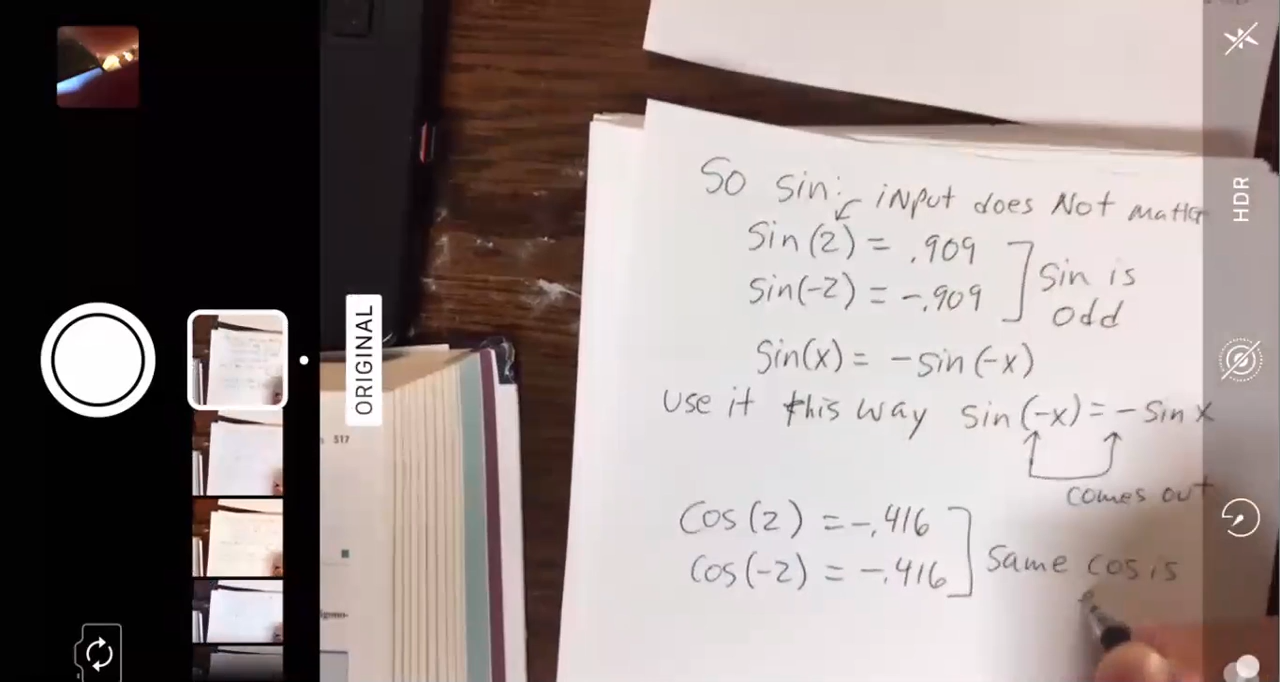 So sin: input does Not matter
Sin(2) = .909
sin(-2) = -.909
Sin is
odd
Sin(x) = - sin(-x)
use it this way sin(-x) = - sin x
comes out
Cos(2) = -.416
Cos(-2) = -.416
Same cos is
ORIGINAL
HDR
517